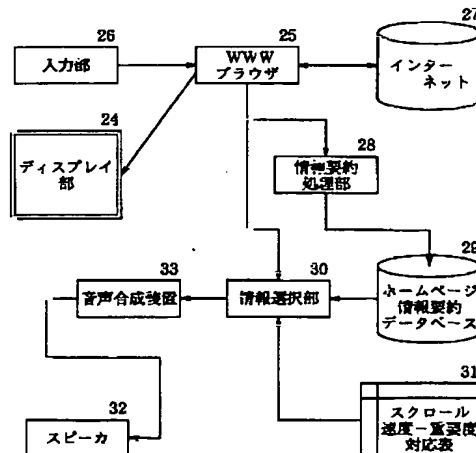 26
入力部
25
WWW
ブラウザ
27
インター
ネット
24
ディスプレイ
部
28
情報要約
処理部
33
音声合成装置
30
情報選択部
29
ホームページ
情報要約
データベース
32
スピーカ
31
スクロール
速度－重要度
対応表